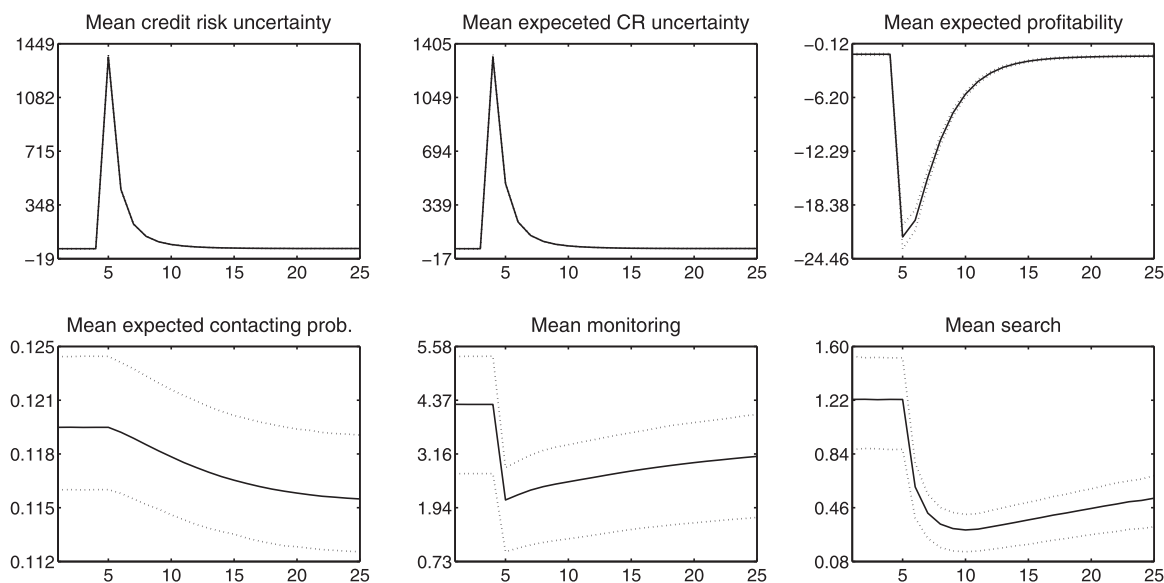 Mean credit risk uncertainty
1449
1082
715
348
−19
5 10 15 20 25
Mean expeceted CR uncertainty
1405
1049
694
339
−17
5 10 15 20 25
Mean expected profitability
−0.12
−6.20
−12.29
−18.38
−24.46
5 10 15 20 25
Mean expected contacting prob.
0.125
0.121
0.118
0.115
0.112
5 10 15 20 25
Mean monitoring
5.58
4.37
3.16
1.94
0.73
5 10 15 20 25
Mean search
1.60
1.22
0.84
0.46
0.08
5 10 15 20 25